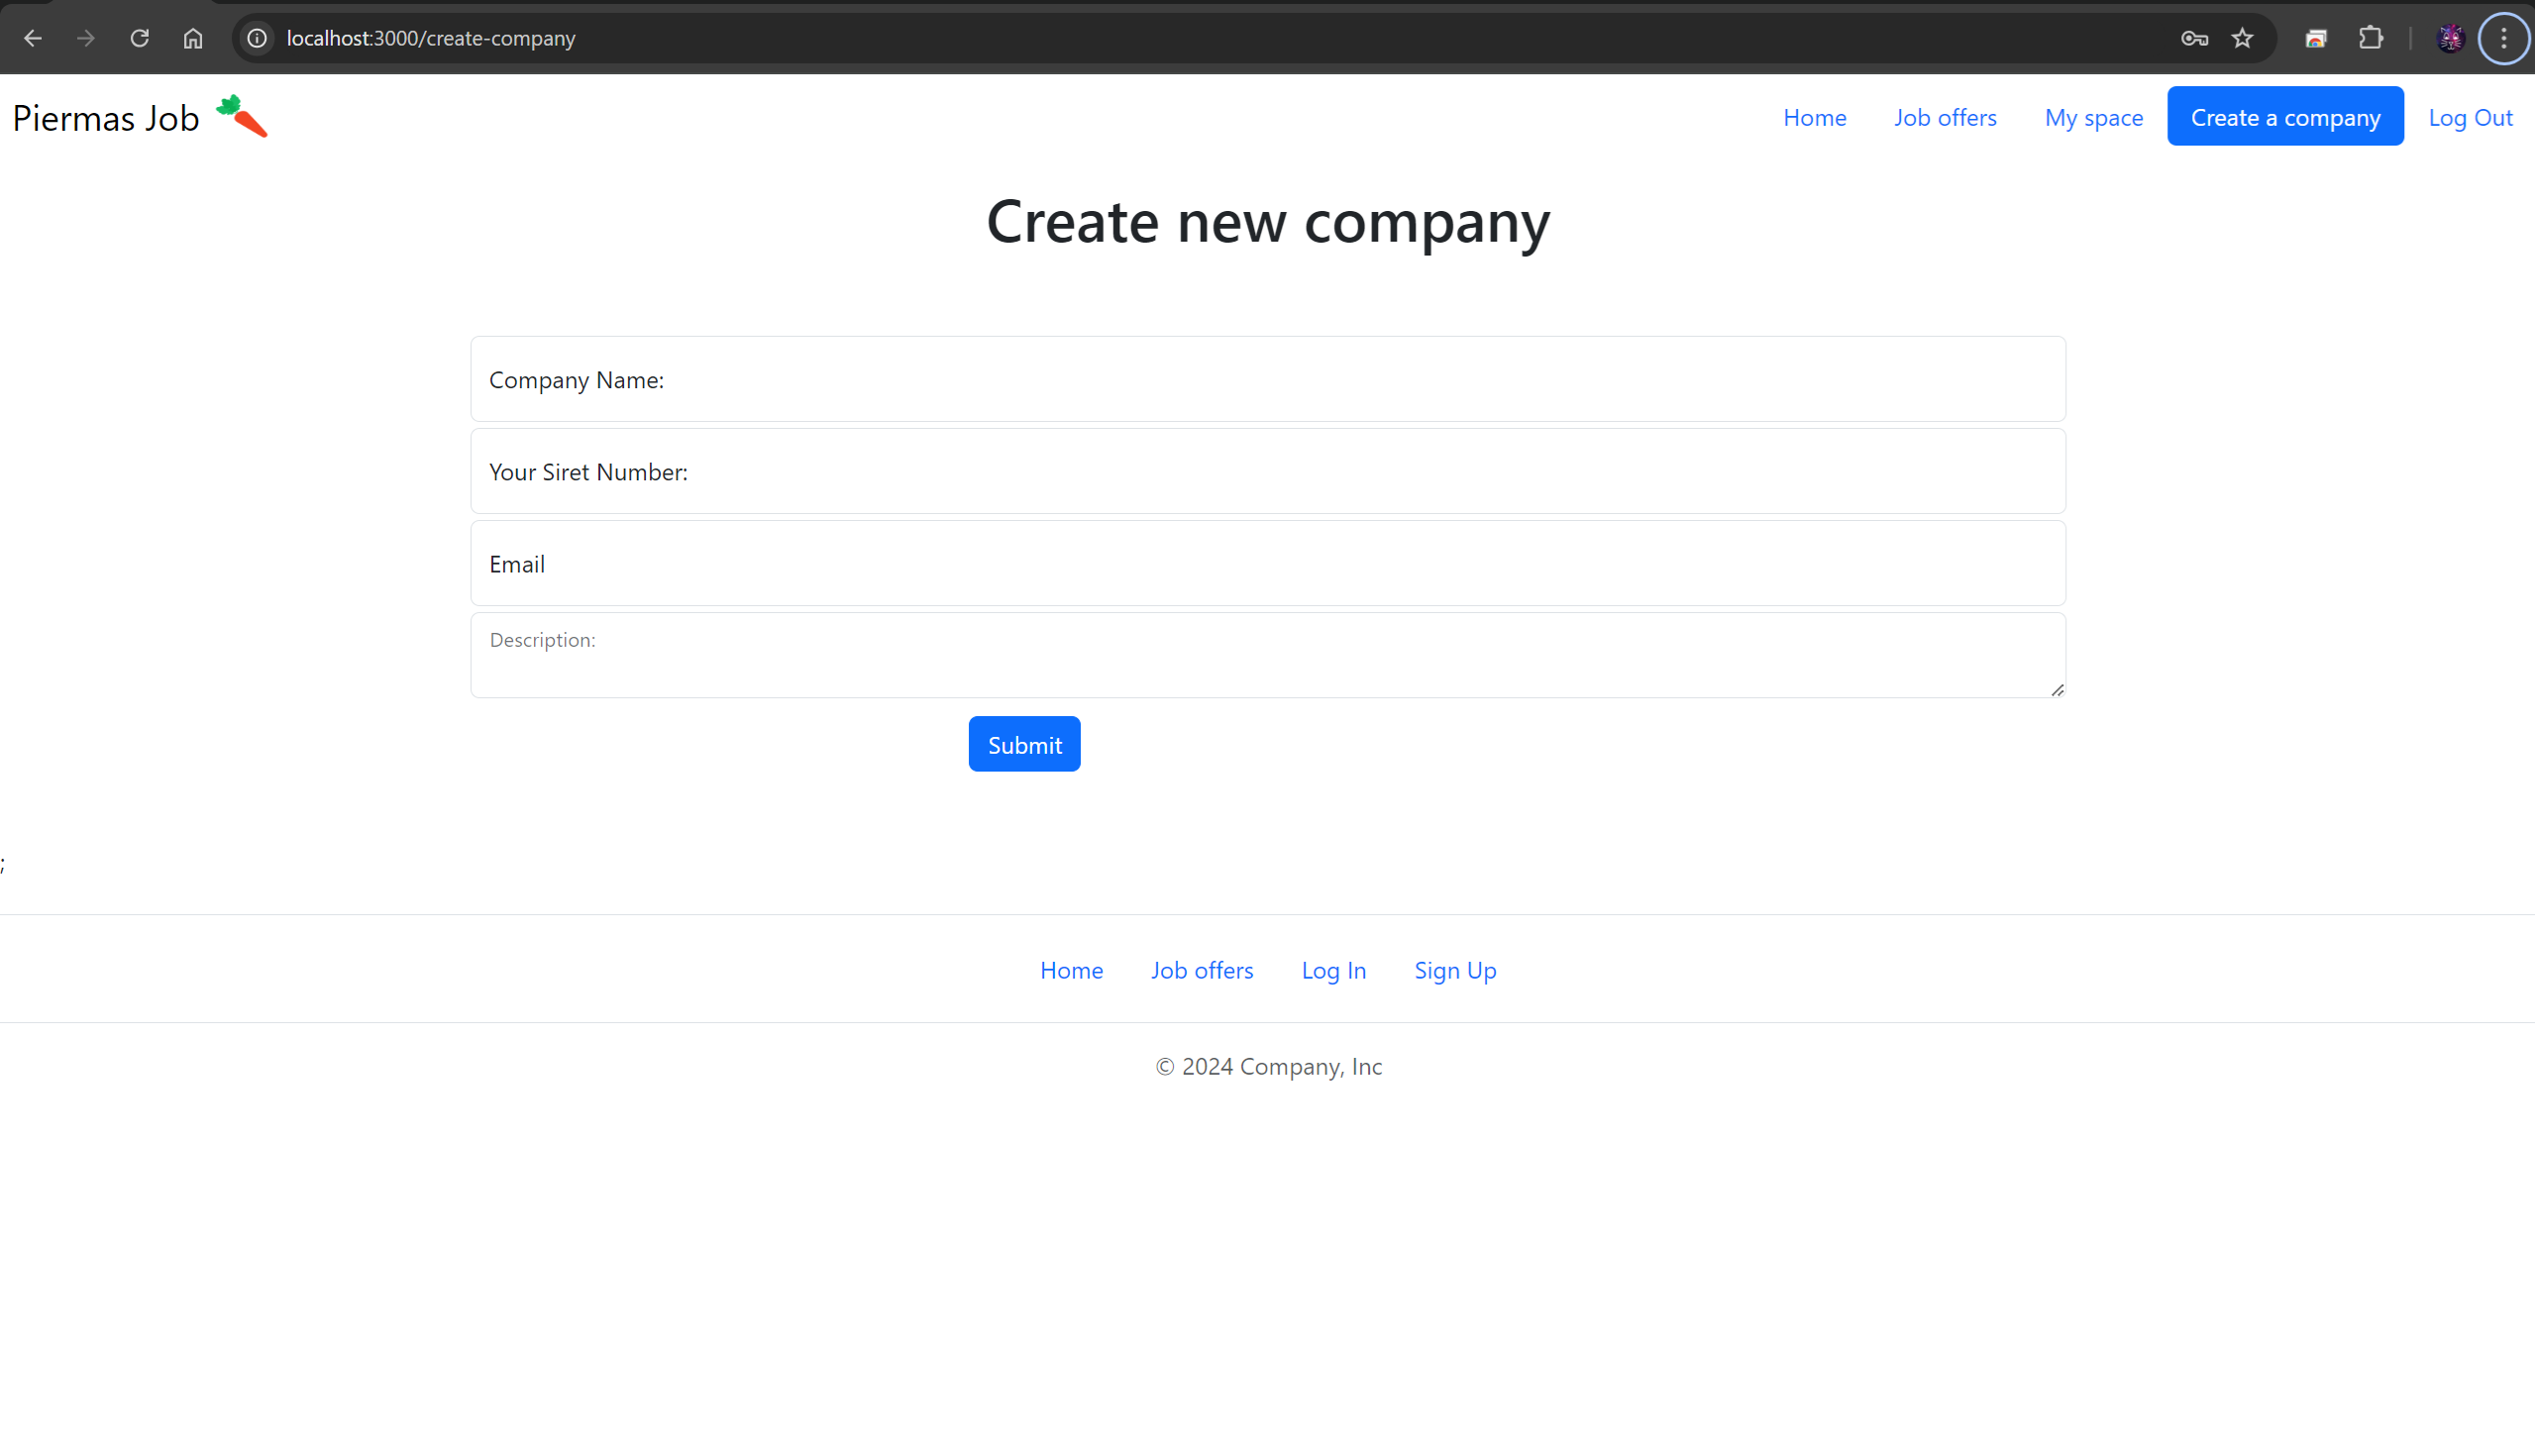 localhost:3000/create-company
Piermas Job
Home Job offers My space Create a company Log Out
Create new company
Company Name:
Your Siret Number:
Email
Description:
Submit
;
Home Job offers Log In Sign Up
© 2024 Company, Inc